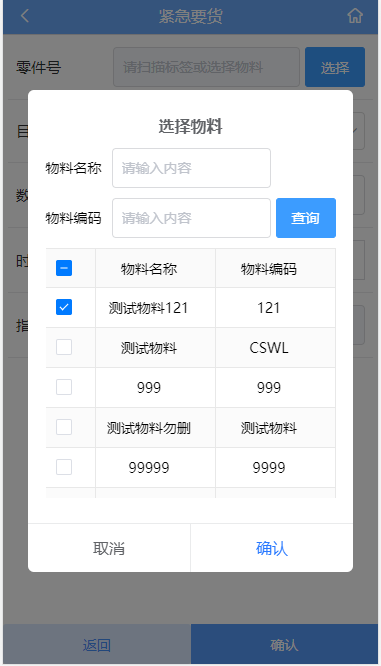 紧急要货
零件号 请扫描标签或选择物料 选择
选择物料
目
物料名称 请输入内容
数
物料编码 请输入内容 查询
时
物料名称 物料编码
测试物料121 121
指
测试物料 CSWL
999 999
测试物料勿删 测试物料
99999 9999
取消 确认
返回 确认